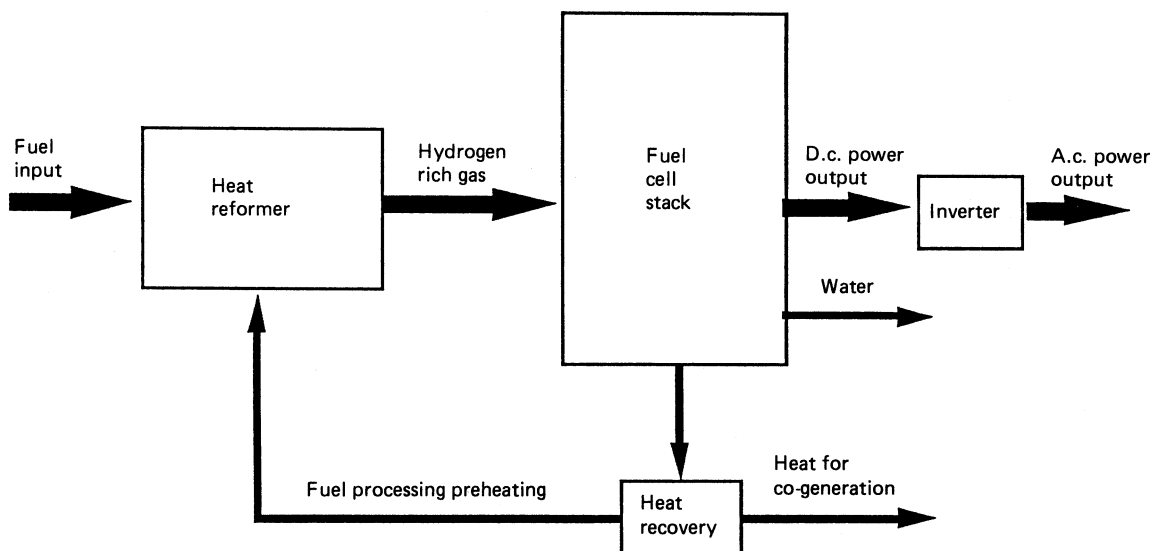 Fuel
input
Heat
reformer
Hydrogen
rich gas
Fuel
cell
stack
D.c. power
output
Inverter
A.c. power
output
Water
Fuel processing preheating
Heat
recovery
Heat for
co-generation